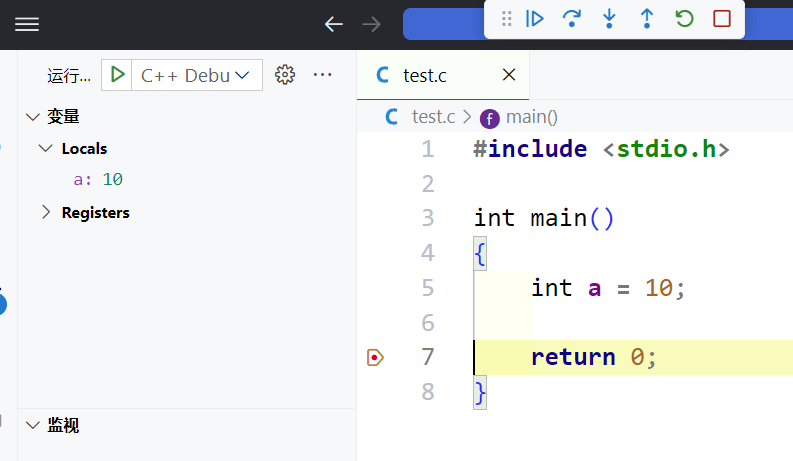 运行...
C++ Debu
test.c
变量
test.c
main()
Locals
a: 10
Registers
监视
1 #include <stdio.h>
2
3 int main()
4 {
5 int a = 10;
6
7 return 0;
8 }